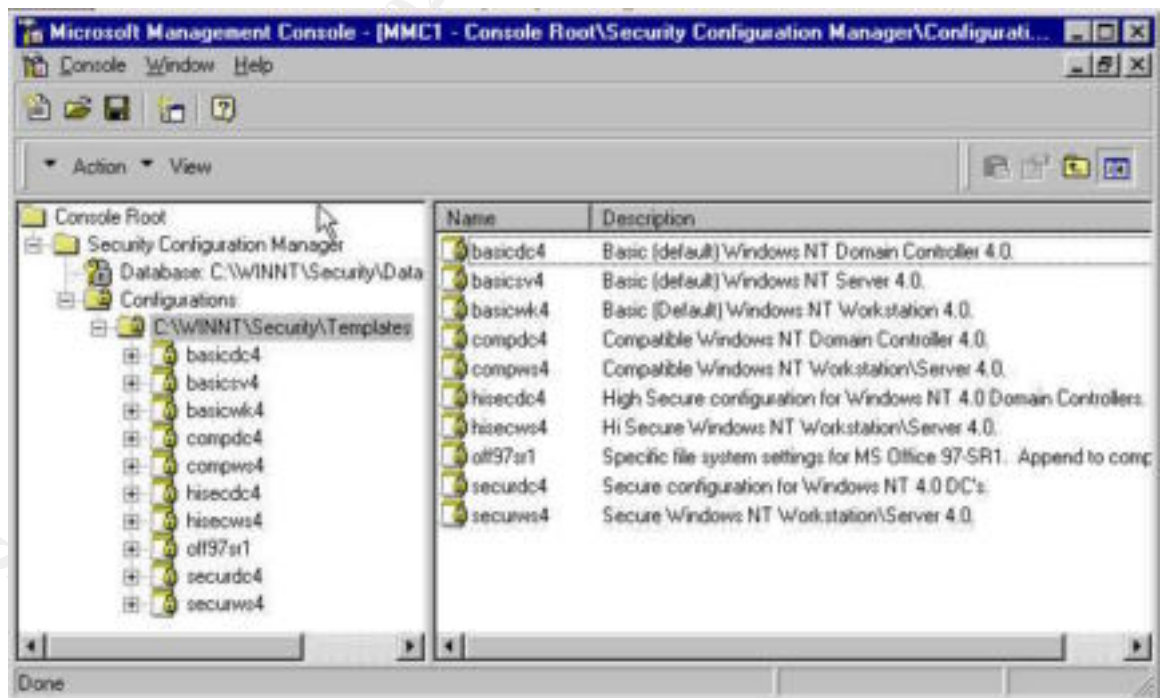 Microsoft Management Console - [MMC1 - Console Root\Security Configuration Manager\Configurati...
Console Window Help
Action View
Console Root
Security Configuration Manager
Database: C:\WINNT\Security\Data
Configurations
C:\WINNT\Security\Templates
basicdc4
basicsv4
basicwk4
compdc4
compws4
hisecdc4
hisecws4
off97sr1
securdc4
securws4
Name Description
basicdc4 Basic (default) Windows NT Domain Controller 4.0.
basicsv4 Basic (default) Windows NT Server 4.0.
basicwk4 Basic (Default) Windows NT Workstation 4.0.
compdc4 Compatible Windows NT Domain Controller 4.0.
compws4 Compatible Windows NT Workstation\Server 4.0.
hisecdc4 High Secure configuration for Windows NT 4.0 Domain Controllers.
hisecws4 Hi Secure Windows NT Workstation\Server 4.0.
off97sr1 Specific file system settings for MS Office 97-SR1. Append to comp
securdc4 Secure configuration for Windows NT 4.0 DC's.
securws4 Secure Windows NT Workstation\Server 4.0.
Done